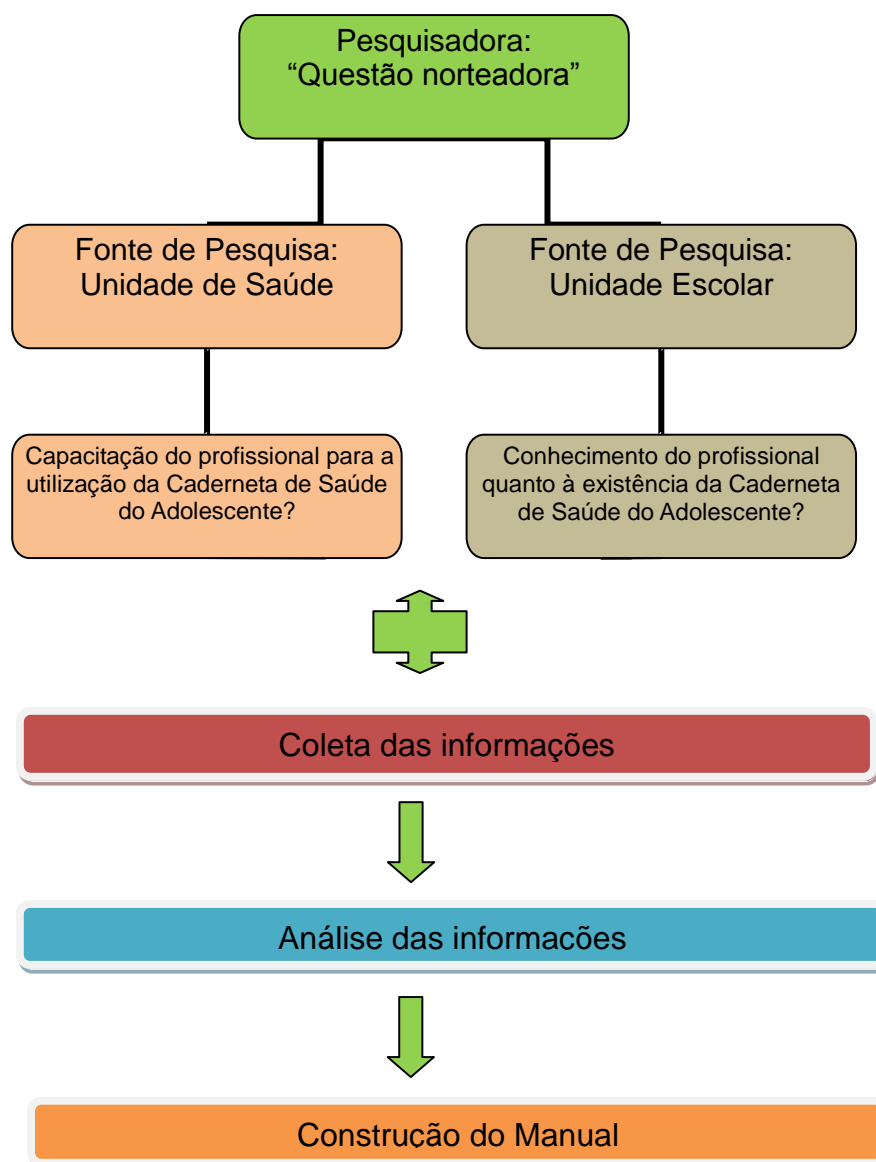 Pesquisadora:
“Questão norteadora”
Fonte de Pesquisa:
Unidade de Saúde
Fonte de Pesquisa:
Unidade Escolar
Capacitação do profissional para a
utilização da Caderneta de Saúde
do Adolescente?
Conhecimento do profissional
quanto à existência da Caderneta
de Saúde do Adolescente?
Coleta das informações
Análise das informações
Construção do Manual